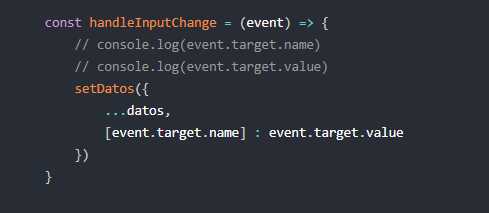 const handleInputChange = (event) => {
    // console.log(event.target.name)
    // console.log(event.target.value)
    setDatos({
        ...datos,
        [event.target.name] : event.target.value
    })
}